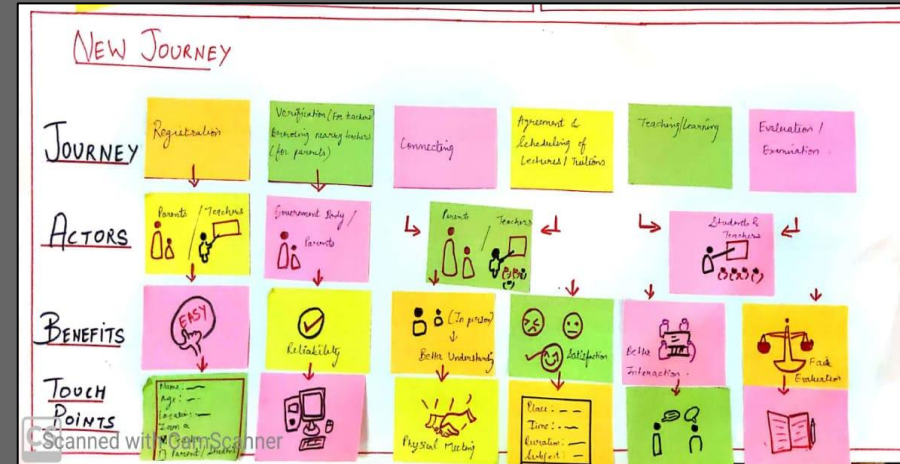 NEW JOURNEY
JOURNEY
Registration
Verification (for teachers)
Browsing nearby teachers
(for parents)
Connecting
Agreement &
Scheduling of
Lectures / Tuitions
Teaching/Learning
Evaluation /
Examination
ACTORS
Parents / Teachers
Government Body /
Parents
Parents / Teachers
Students &
Teachers
BENEFITS
EASY
Reliability
(In person)
Better Understanding
Satisfaction
Better
Interaction
Fair
Evaluation
TOUCH
POINTS
Name:
Age:
Location:
I am a
Parent / Student
Physical Meeting
Place:
Time:
Duration:
Subject:
CS
Scanned with CamScanner